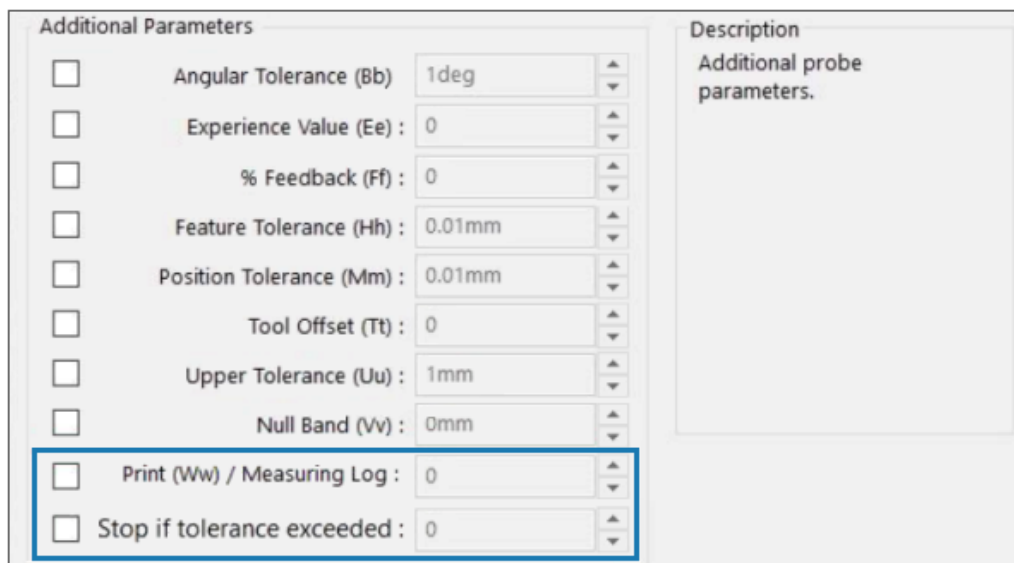 Additional Parameters
Angular Tolerance (Bb) 1deg
Experience Value (Ee) : 0
% Feedback (Ff) : 0
Feature Tolerance (Hh) : 0.01mm
Position Tolerance (Mm) : 0.01mm
Tool Offset (Tt) : 0
Upper Tolerance (Uu) : 1mm
Null Band (Vv) : 0mm
Print (Ww) / Measuring Log : 0
Stop if tolerance exceeded : 0
Description
Additional probe
parameters.